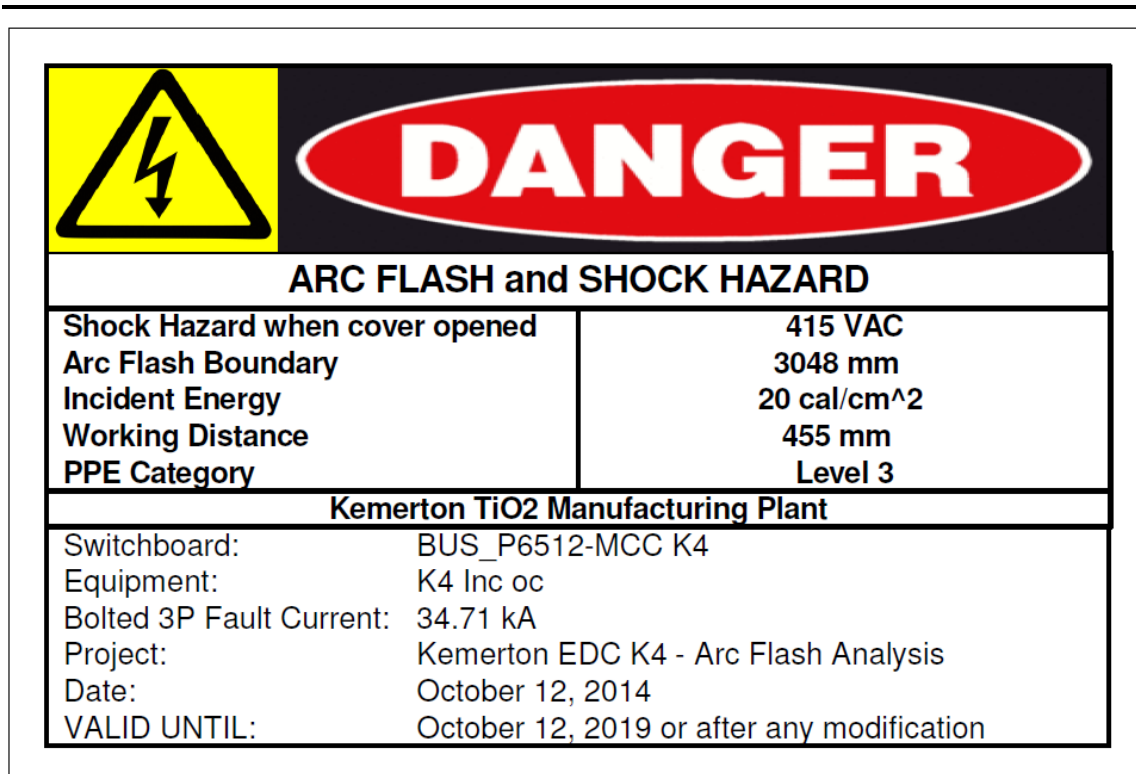 DANGER
ARC FLASH and SHOCK HAZARD
Shock Hazard when cover opened 415 VAC
Arc Flash Boundary 3048 mm
Incident Energy 20 cal/cm^2
Working Distance 455 mm
PPE Category Level 3
Kemerton TiO2 Manufacturing Plant
Switchboard: BUS_P6512-MCC K4
Equipment: K4 Inc oc
Bolted 3P Fault Current: 34.71 kA
Project: Kemerton EDC K4 - Arc Flash Analysis
Date: October 12, 2014
VALID UNTIL: October 12, 2019 or after any modification